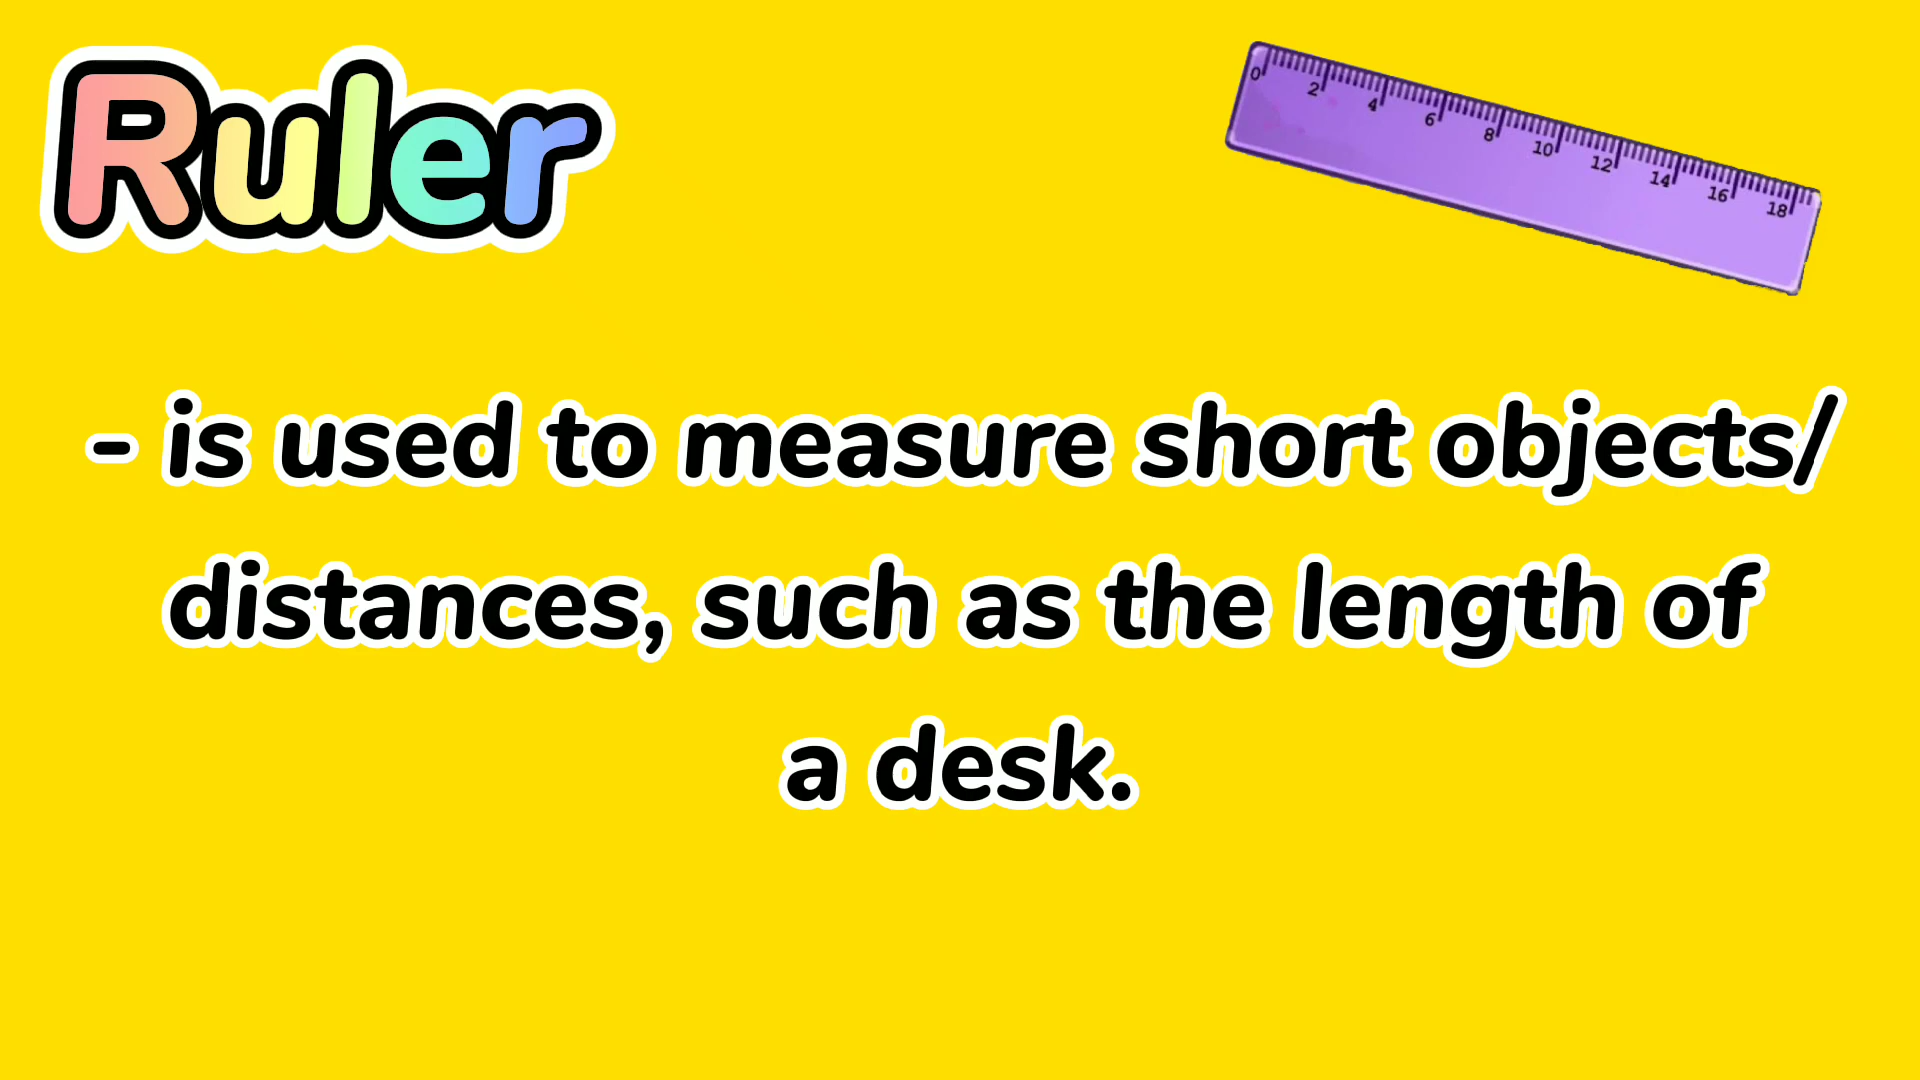 Ruler
0 2 4 6 8 10 12 14 16 18
- is used to measure short objects/
distances, such as the length of
a desk.